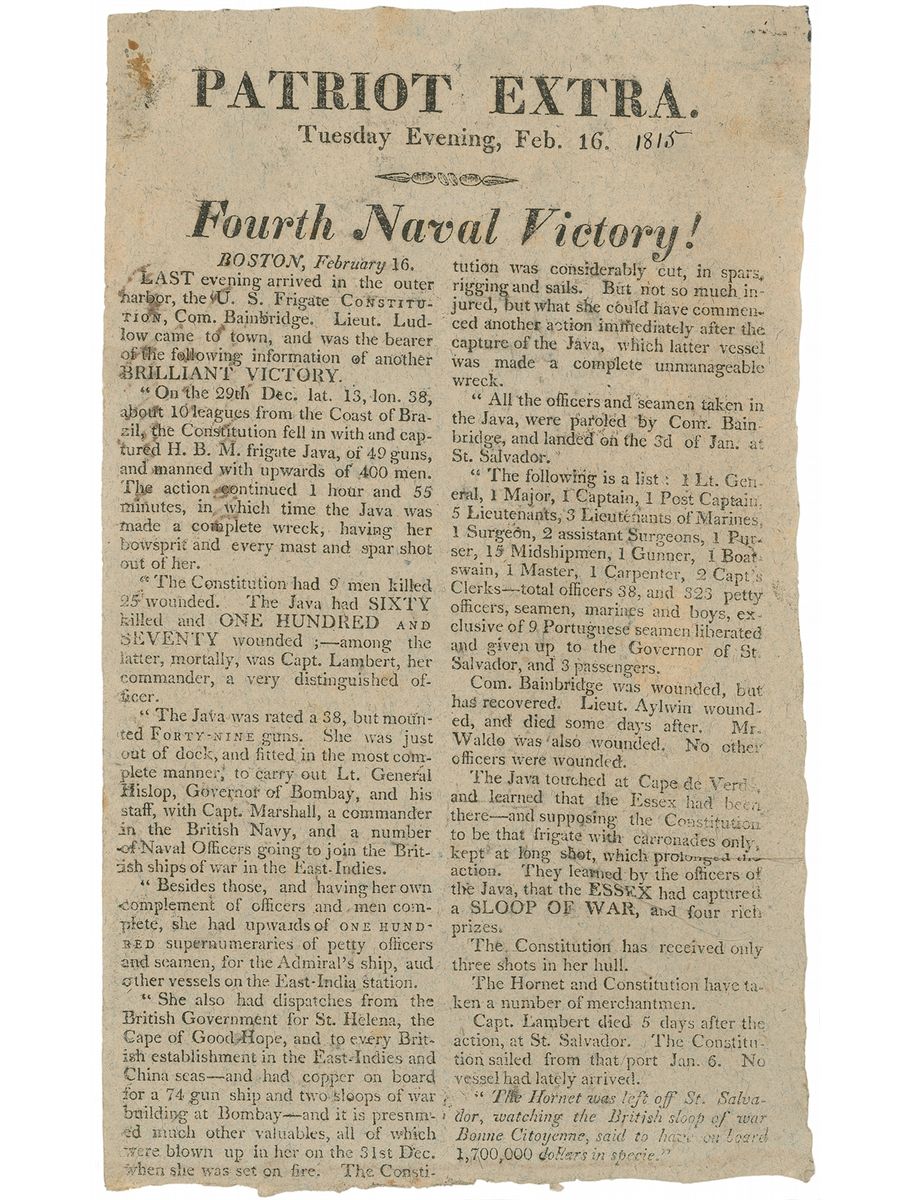 PATRIOT EXTRA.
Tuesday Evening, Feb. 16. 1815
Fourth Naval Victory!
BOSTON, February 16.
LAST evening arrived in the outer
harbor, the U. S. Frigate CONSTITU-
TION, Com. Bainbridge. Lieut. Lud-
low came to town, and was the bearer
of the following information of another
BRILLIANT VICTORY.
" On the 29th Dec. lat. 13, lon. 38,
about 10 leagues from the Coast of Bra-
zil, the Constitution fell in with and cap-
tured H. B. M. frigate Java, of 49 guns,
and manned with upwards of 400 men.
The action continued 1 hour and 55
minutes, in which time the Java was
made a complete wreck, having her
bowsprit and every mast and spar shot
out of her.
" The Constitution had 9 men killed
25 wounded. The Java had SIXTY
killed and ONE HUNDRED AND
SEVENTY wounded ;—among the
latter, mortally, was Capt. Lambert, her
commander, a very distinguished of-
ficer.
" The Java was rated a 38, but moun-
ted FORTY-NINE guns. She was just
out of dock, and fitted in the most com-
plete manner, to carry out Lt. General
Hislop, Governor of Bombay, and his
staff, with Capt. Marshall, a commander
in the British Navy, and a number
of Naval Officers going to join the Brit-
ish ships of war in the East-Indies.
" Besides those, and having her own
complement of officers and men com-
plete, she had upwards of ONE HUND-
RED supernumeraries of petty officers
and seamen, for the Admiral's ship, and
other vessels on the East-India station.
" She also had dispatches from the
British Government for St. Helena, the
Cape of Good Hope, and to every Brit-
ish establishment in the East-Indies and
China seas—and had copper on board
for a 74 gun ship and two sloops of war
building at Bombay—and it is presnm-
ed much other valuables, all of which
were blown up in her on the 31st Dec.
when she was set on fire. The Consti-
tution was considerably cut, in spars,
rigging and sails. But not so much in-
jured, but what she could have commen-
ced another action immediately after the
capture of the Java, which latter vessel
was made a complete unmanageable
wreck.
" All the officers and seamen taken in
the Java, were paroled by Com. Bain-
bridge, and landed on the 3d of Jan. at
St. Salvador.
" The following is a list : 1 Lt. Gen-
eral, 1 Major, 1 Captain, 1 Post Captain,
5 Lieutenants, 3 Lieutenants of Marines,
1 Surgeon, 2 assistant Surgeons, 1 Pur-
ser, 15 Midshipmen, 1 Gunner, 1 Boat-
swain, 1 Master, 1 Carpenter, 2 Capt's
Clerks—total officers 38, and 323 petty
officers, seamen, marines and boys, ex-
clusive of 9 Portuguese seamen liberated
and given up to the Governor of St.
Salvador, and 3 passengers.
Com. Bainbridge was wounded, but
has recovered. Lieut. Aylwin wound-
ed, and died some days after. Mr.
Waldo was also wounded. No other
officers were wounded.
The Java touched at Cape de Verd,
and learned that the Essex had been
there—and supposing the Constitution
to be that frigate with carronades only,
kept at long shot, which prolonged the
action. They learned by the officers of
the Java, that the ESSEX had captured
a SLOOP OF WAR, and four rich
prizes.
The Constitution has received only
three shots in her hull.
The Hornet and Constitution have ta-
ken a number of merchantmen.
Capt. Lambert died 5 days after the
action, at St. Salvador. The Constitu-
tion sailed from that port Jan. 6. No
vessel had lately arrived.
" The Hornet was left off St. Salva-
dor, watching the British sloop of war
Bonne Citoyenne, said to have on board
1,700,000 dollars in specie."